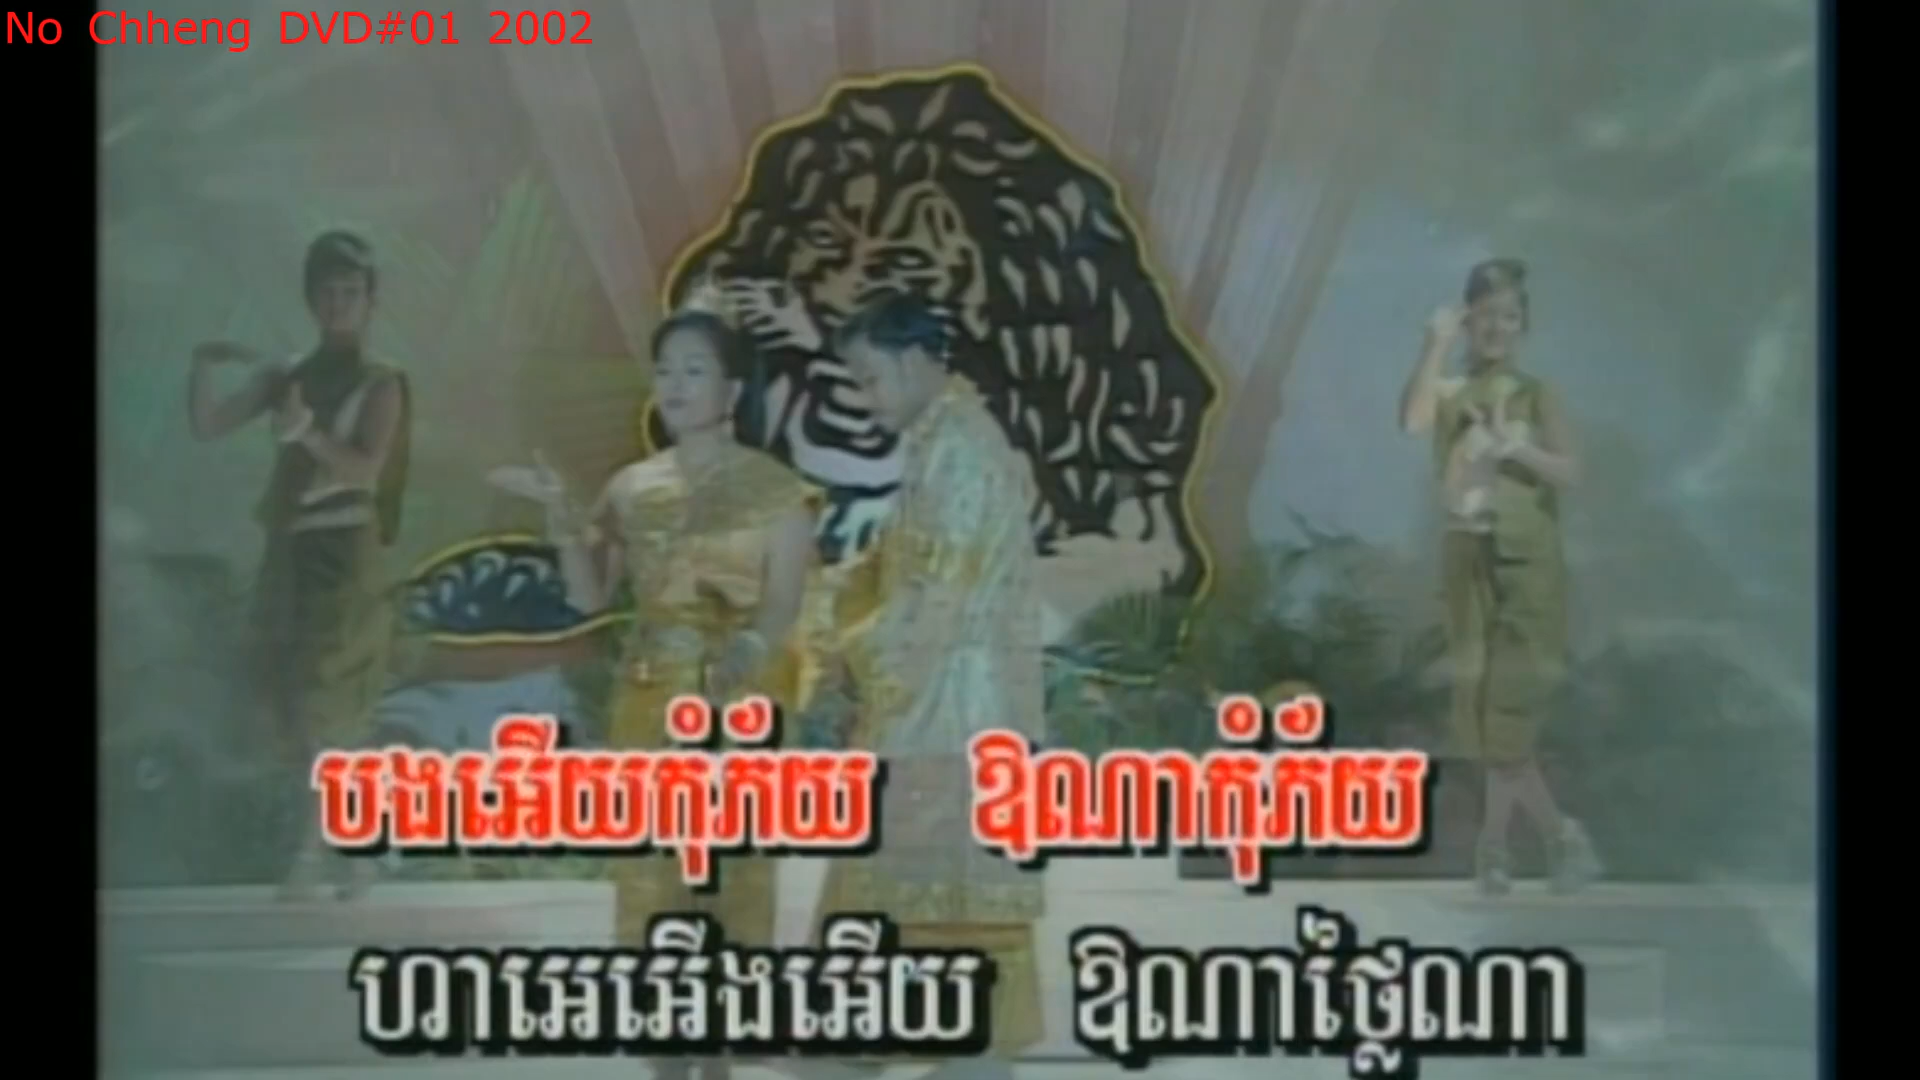 No Chheng DVD#01 2002
បងអើយកុំភ័យ ឱណាកុំភ័យ
ហាអេអើងអើយ ឱណាថ្លៃណា